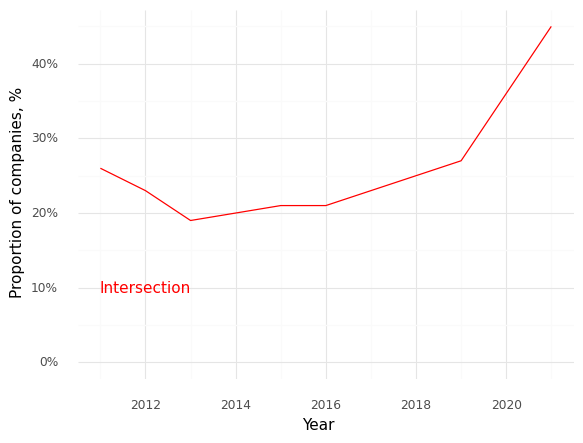 Proportion of companies, %
40%
30%
20%
10%
0%
Intersection
2012 2014 2016 2018 2020
Year